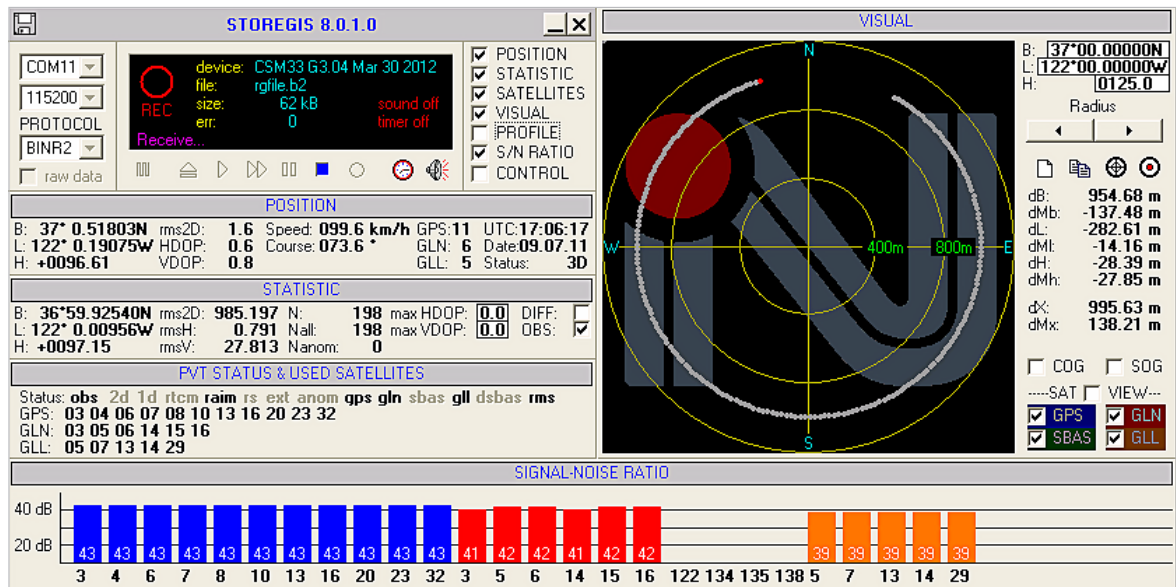 STOREGIS 8.0.1.0
COM11
115200
PROTOCOL
BINR2
raw data
REC
device: CSM33 G3.04 Mar 30 2012
file: rgfile.b2
size: 62 kB sound off
err: 0 timer off
Receive...
POSITION
STATISTIC
SATELLITES
VISUAL
PROFILE
S/N RATIO
CONTROL
POSITION
B: 37° 0.51803N rms2D: 1.6 Speed: 099.6 km/h GPS:11 UTC:17:06:17
L: 122° 0.19075W HDOP: 0.6 Course: 073.6 ° GLN: 6 Date:09.07.11
H: +0096.61 VDOP: 0.8 GLL: 5 Status: 3D
STATISTIC
B: 36°59.92540N rms2D: 985.197 N: 198 max HDOP: 0.0 DIFF:
L: 122° 0.00956W rmsH: 0.791 Nall: 198 max VDOP: 0.0 OBS:
H: +0097.15 rmsV: 27.813 Nanom: 0
PVT STATUS & USED SATELLITES
Status: obs 2d 1d rtcm raim rs ext anom gps gln sbas gll dsbas rms
GPS: 03 04 06 07 08 10 13 16 20 23 32
GLN: 03 05 06 14 15 16
GLL: 05 07 13 14 29
VISUAL
N
W
400m
800m
E
S
B: 37°00.00000N
L: 122°00.00000W
H: 0125.0
Radius
dB: 954.68 m
dMb: -137.48 m
dL: -282.61 m
dMl: -14.16 m
dH: -28.39 m
dMh: -27.85 m
dX: 995.63 m
dMx: 138.21 m
COG SOG
-----SAT VIEW---
GPS GLN
SBAS GLL
SIGNAL-NOISE RATIO
40 dB
20 dB
43 43 43 43 43 43 43 43 43 43 43 41 42 42 41 42 42 39 39 39 39 39
3 4 6 7 8 10 13 16 20 23 32 3 5 6 14 15 16 122 134 135 138 5 7 13 14 29